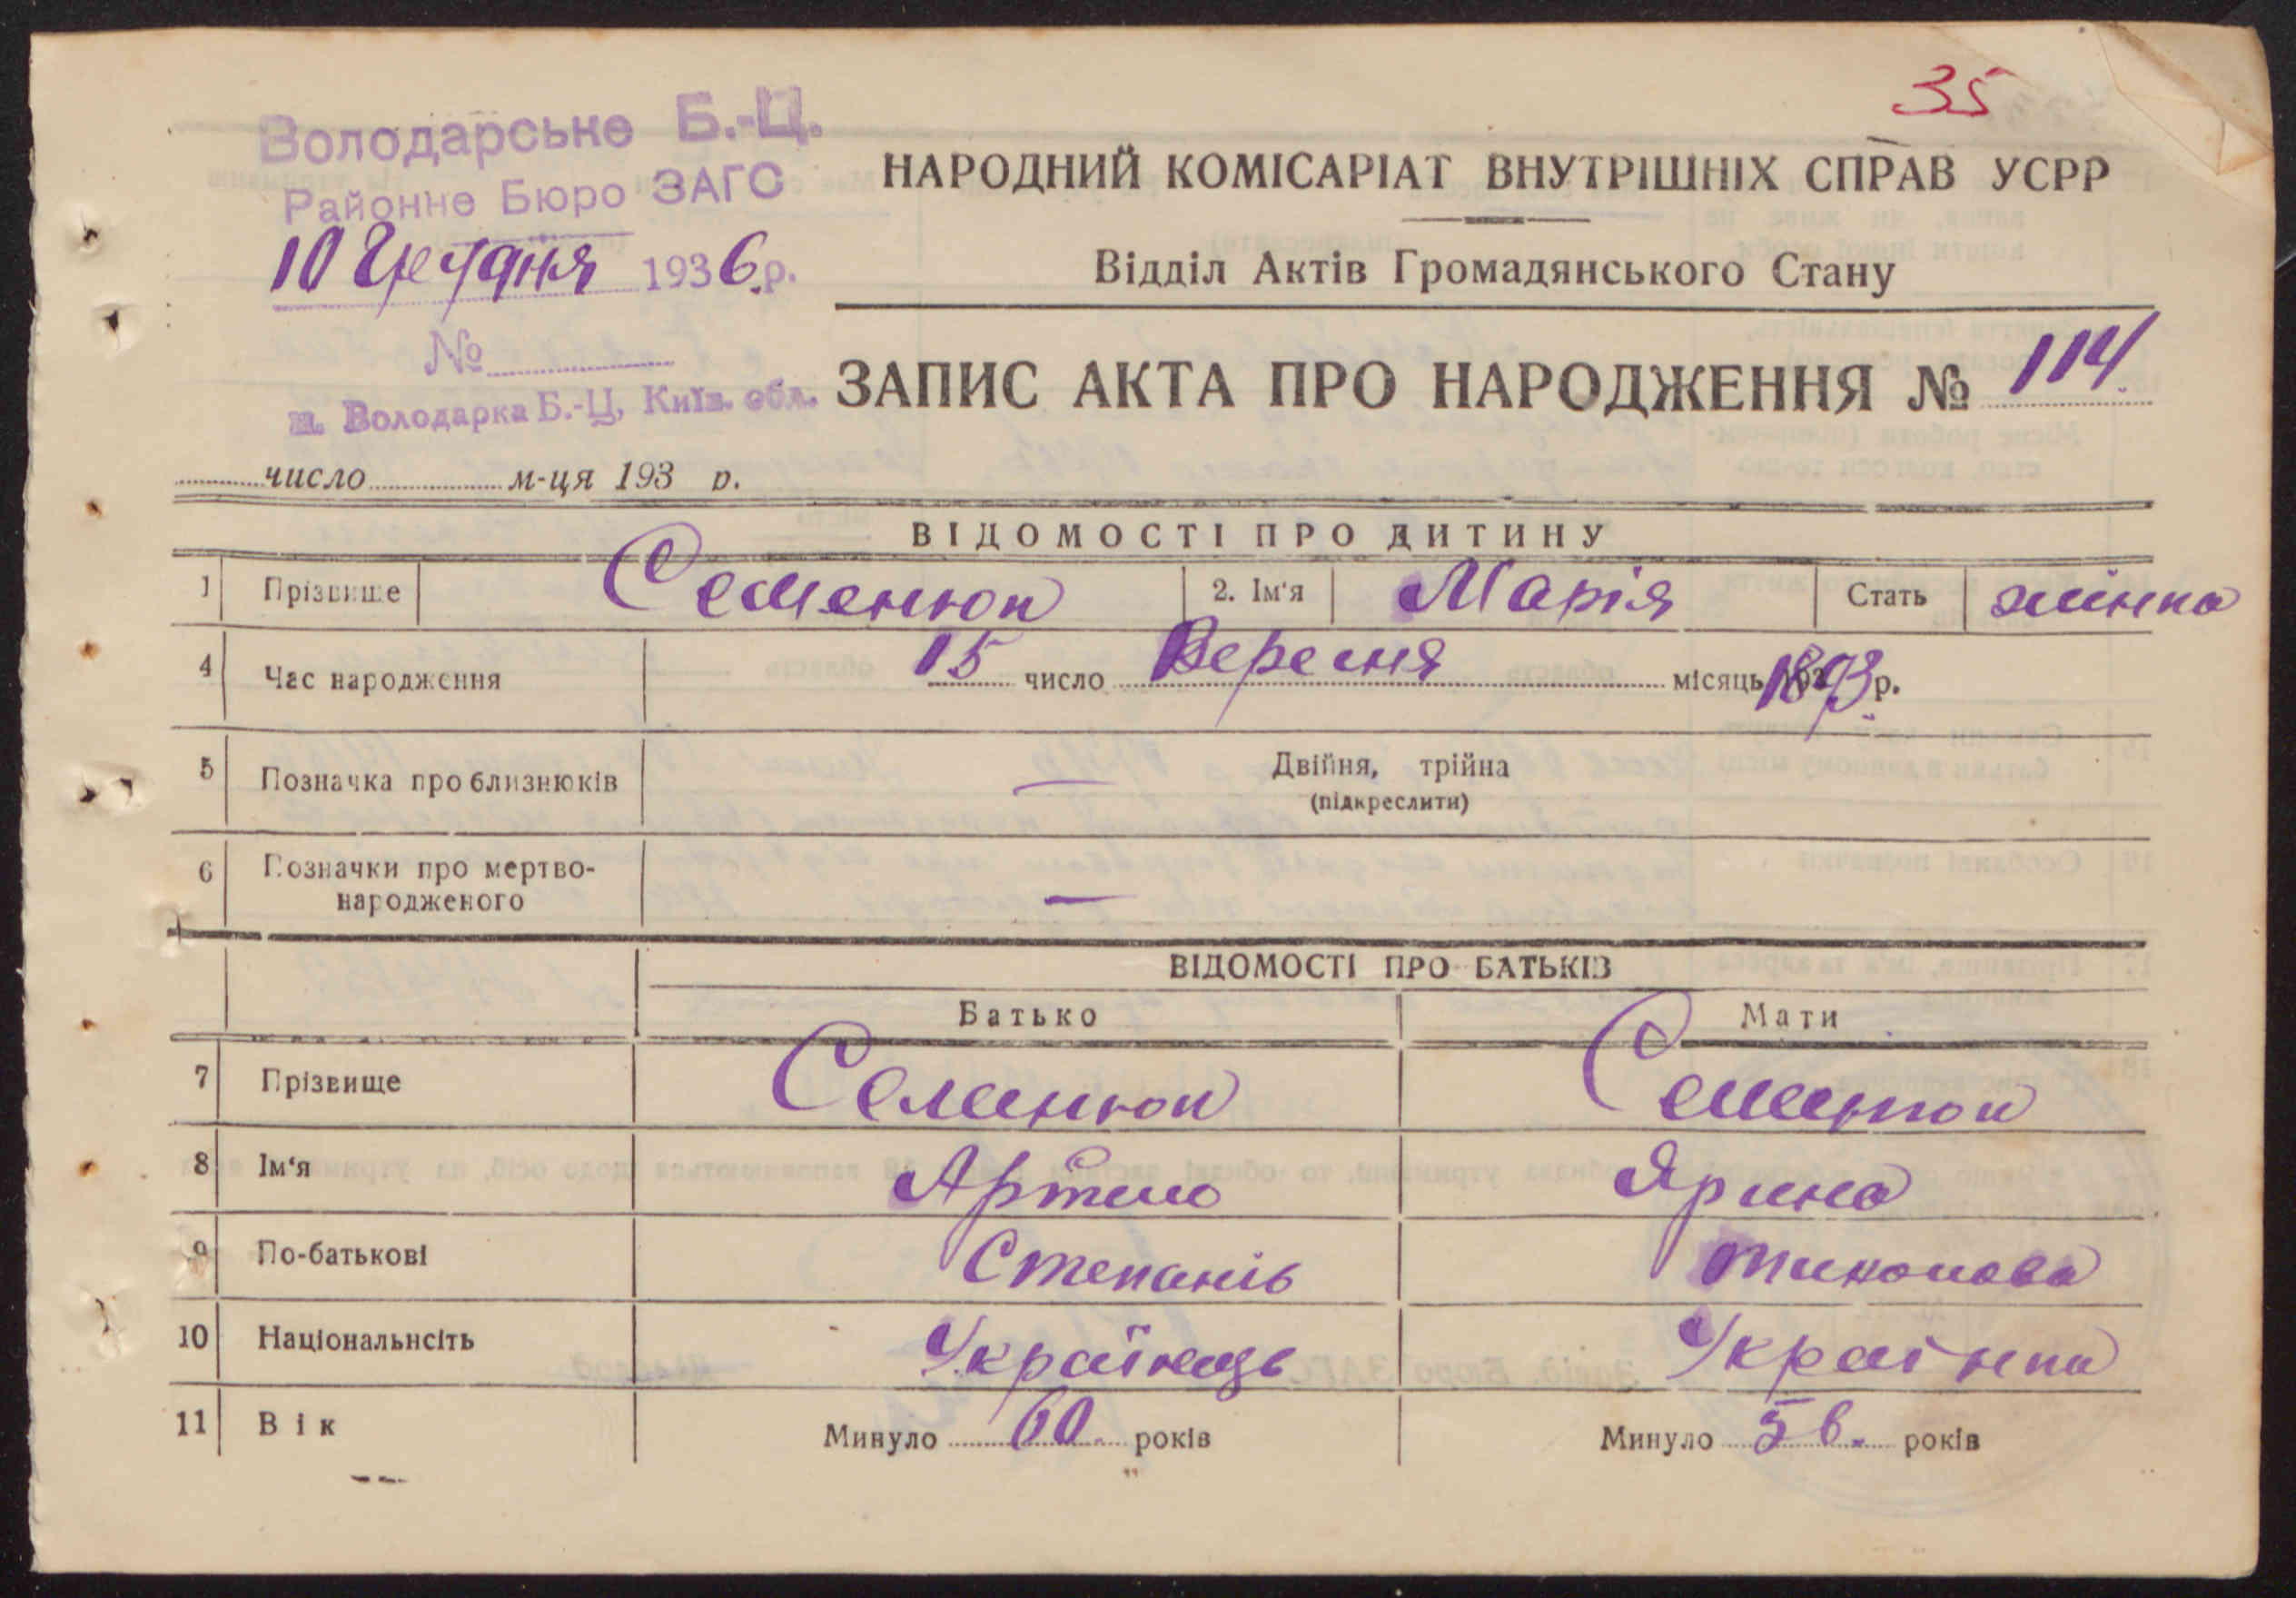 35
Володарське Б.-Ц.
Районне Бюро ЗАГС
10 Грудня 1936.р.
№
м. Володарка Б.-Ц, Київ. обл.
НАРОДНИЙ КОМІСАРІАТ ВНУТРІШНІХ СПРАВ УСРР
Відділ Актів Громадянського Стану
ЗАПИС АКТА ПРО НАРОДЖЕННЯ № 114
число м-ця 193 р.
ВІДОМОСТІ ПРО ДИТИНУ
1 Прізвище Семенюк 2. Ім'я Марія Стать жінка
4 Час народження 15 число Вересня місяць 1893 р.
5 Позначка про близнюків — Двійня, трійна
(підкреслити)
6 Позначки про мертво-
народженого —
ВІДОМОСТІ ПРО БАТЬКІВ
Батько Мати
7 Прізвище Семенюк Семенюк
8 Ім'я Артем Ярина
9 По-батькові Степанів
10 Національнсіть Українець Українка
11 Вік Минуло 60. років Минуло 56. років